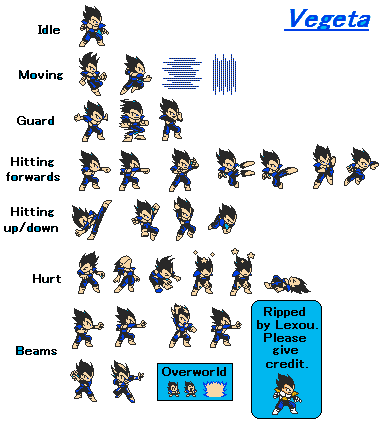 Vegeta
Idle
Moving
Guard
Hitting
forwards
Hitting
up/down
Hurt
Beams
Overworld
Ripped
by Lexou.
Please
give
credit.